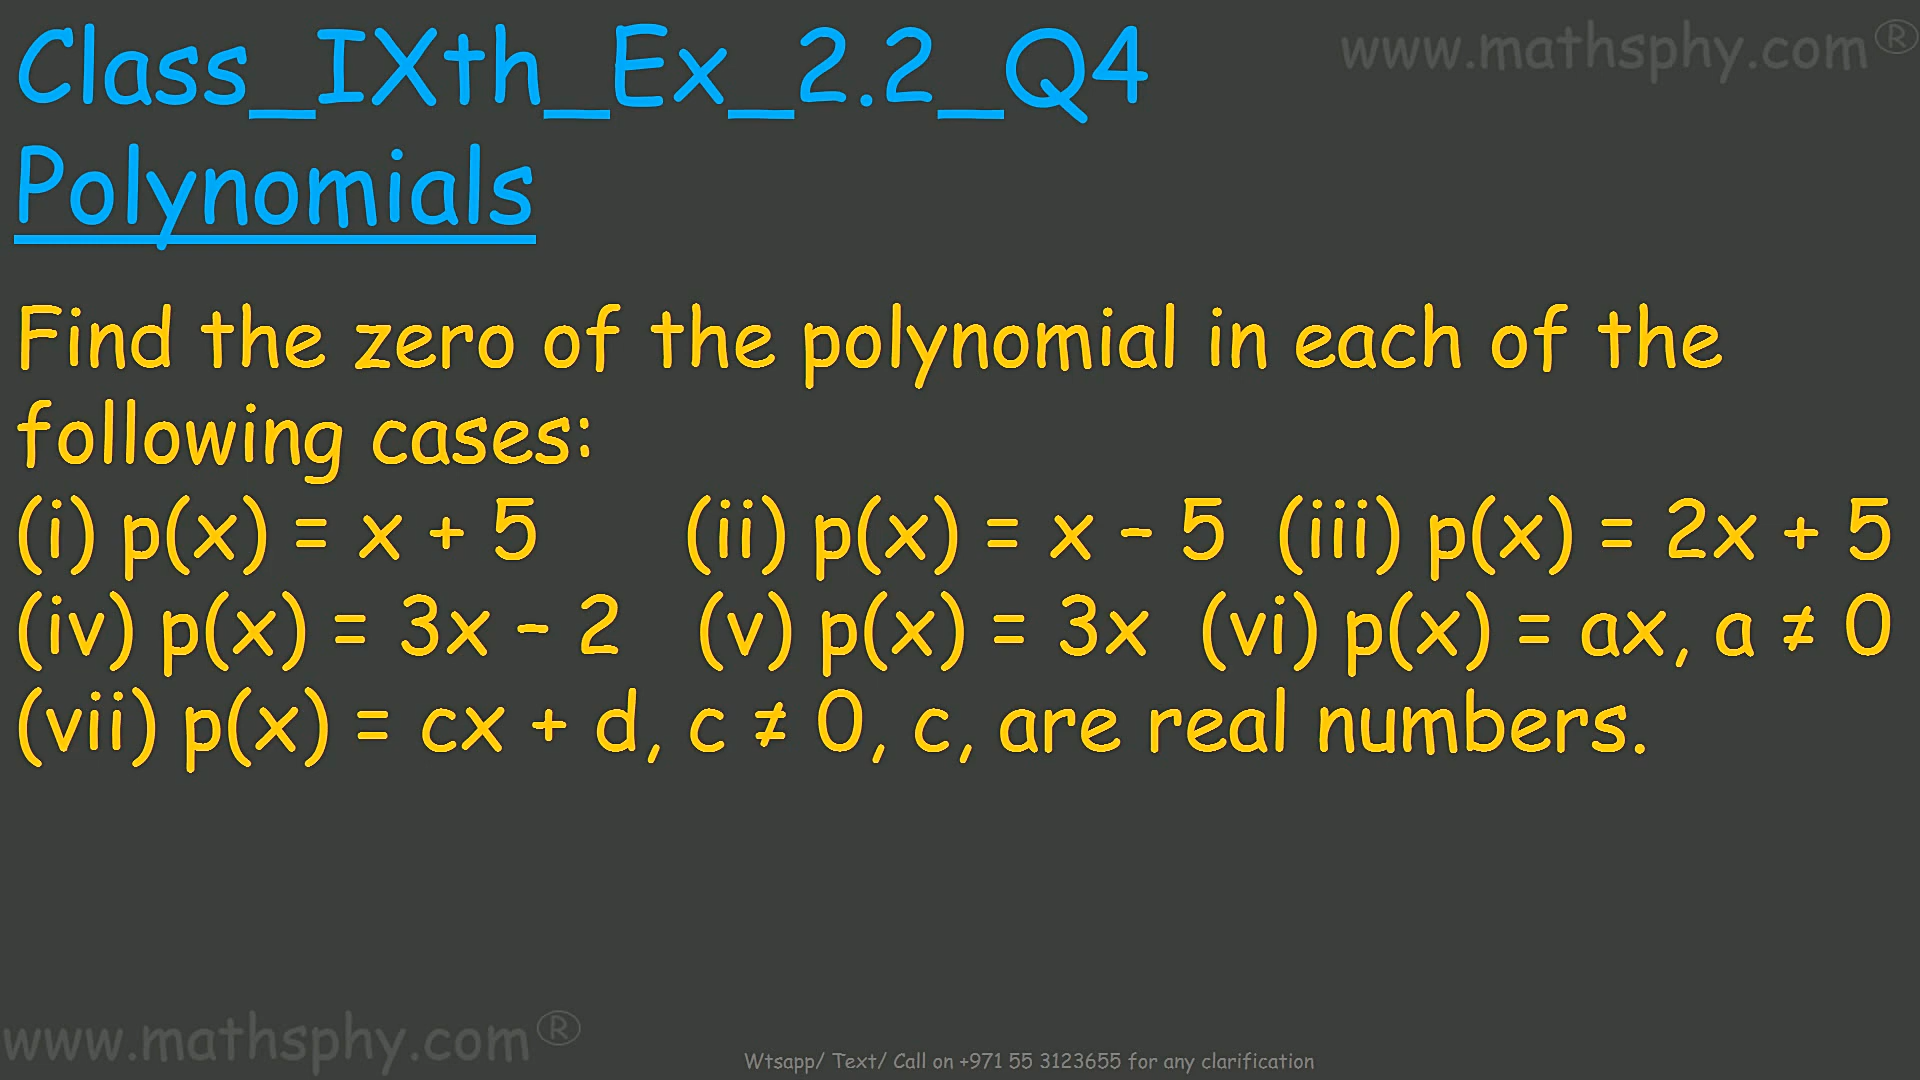 Class_IXth_Ex_2.2_Q4
www.mathsphy.com®
Polynomials
Find the zero of the polynomial in each of the
following cases:
(i) p(x) = x + 5 (ii) p(x) = x – 5 (iii) p(x) = 2x + 5
(iv) p(x) = 3x – 2 (v) p(x) = 3x (vi) p(x) = ax, a ≠ 0
(vii) p(x) = cx + d, c ≠ 0, c, are real numbers.
www.mathsphy.com®
Wtsapp/ Text/ Call on +971 55 3123655 for any clarification